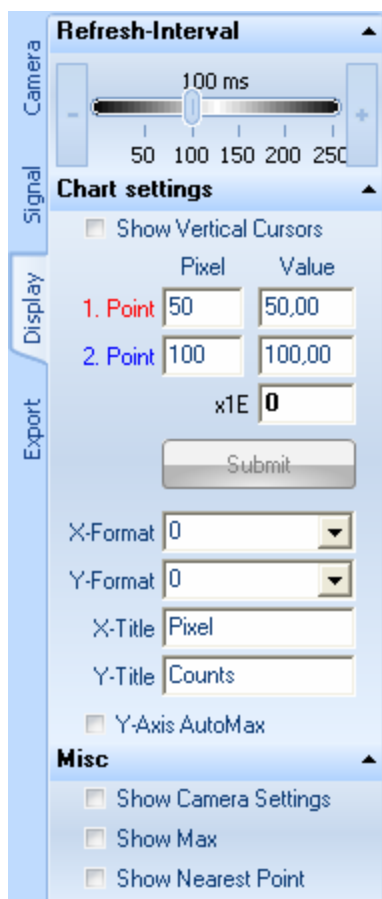 Camera
Signal
Display
Export
Refresh-Interval
100 ms
-
+
50 100 150 200 250
Chart settings
Show Vertical Cursors
Pixel Value
1. Point 50 50,00
2. Point 100 100,00
x1E 0
Submit
X-Format 0
Y-Format 0
X-Title Pixel
Y-Title Counts
Y-Axis AutoMax
Misc
Show Camera Settings
Show Max
Show Nearest Point